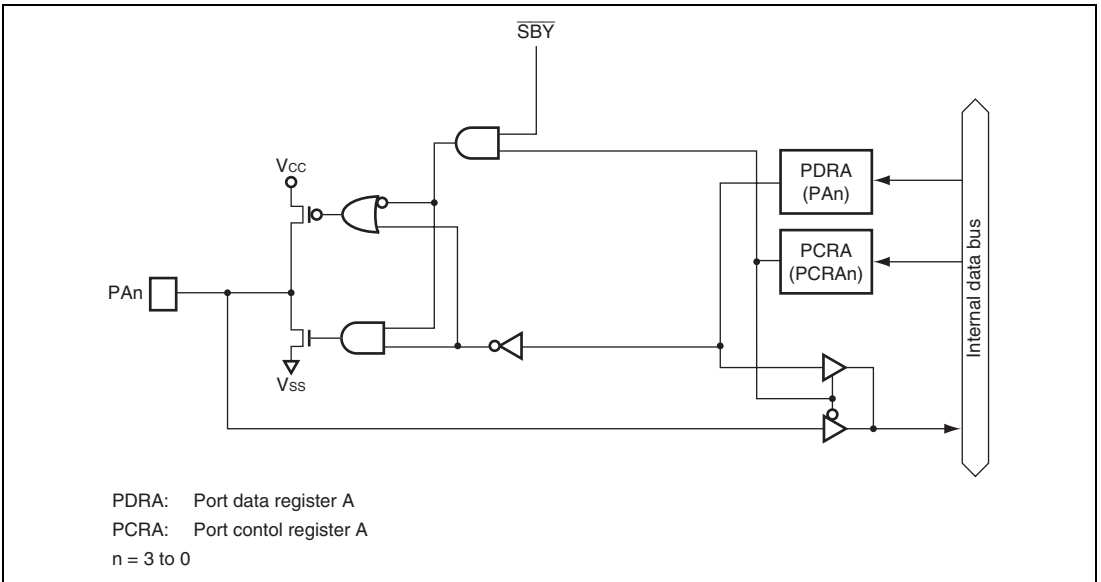 SBY
VCC
PDRA
(PAn)
PCRA
(PCRAn)
Internal data bus
PAn
VSS
PDRA: Port data register A
PCRA: Port contol register A
n = 3 to 0